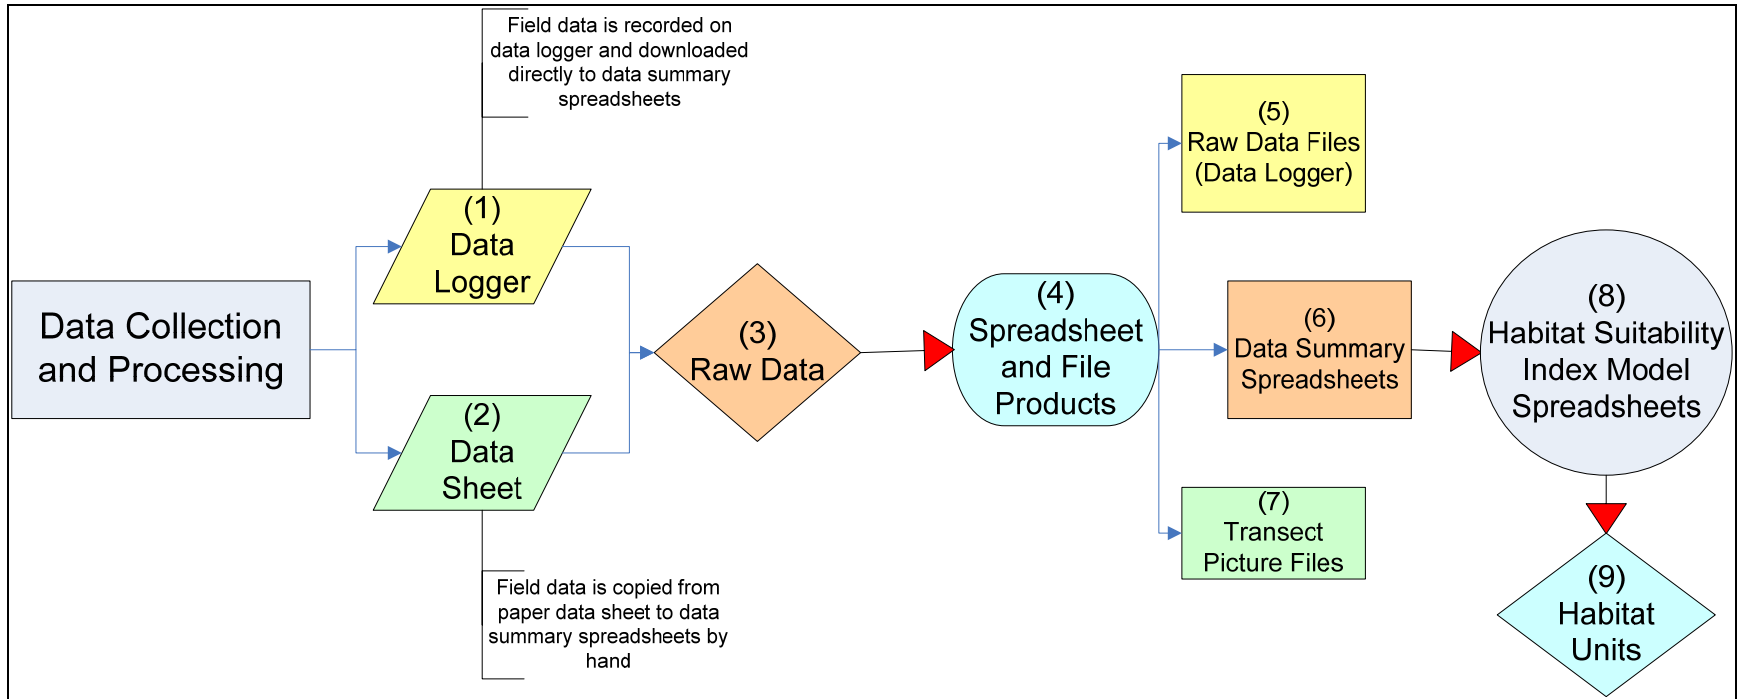 Field data is recorded on
data logger and downloaded
directly to data summary
spreadsheets
Data Collection
and Processing
(1)
Data
Logger
(2)
Data
Sheet
Field data is copied from
paper data sheet to data
summary spreadsheets by
hand
(3)
Raw Data
(4)
Spreadsheet
and File
Products
(5)
Raw Data Files
(Data Logger)
(6)
Data Summary
Spreadsheets
(7)
Transect
Picture Files
(8)
Habitat Suitability
Index Model
Spreadsheets
(9)
Habitat
Units